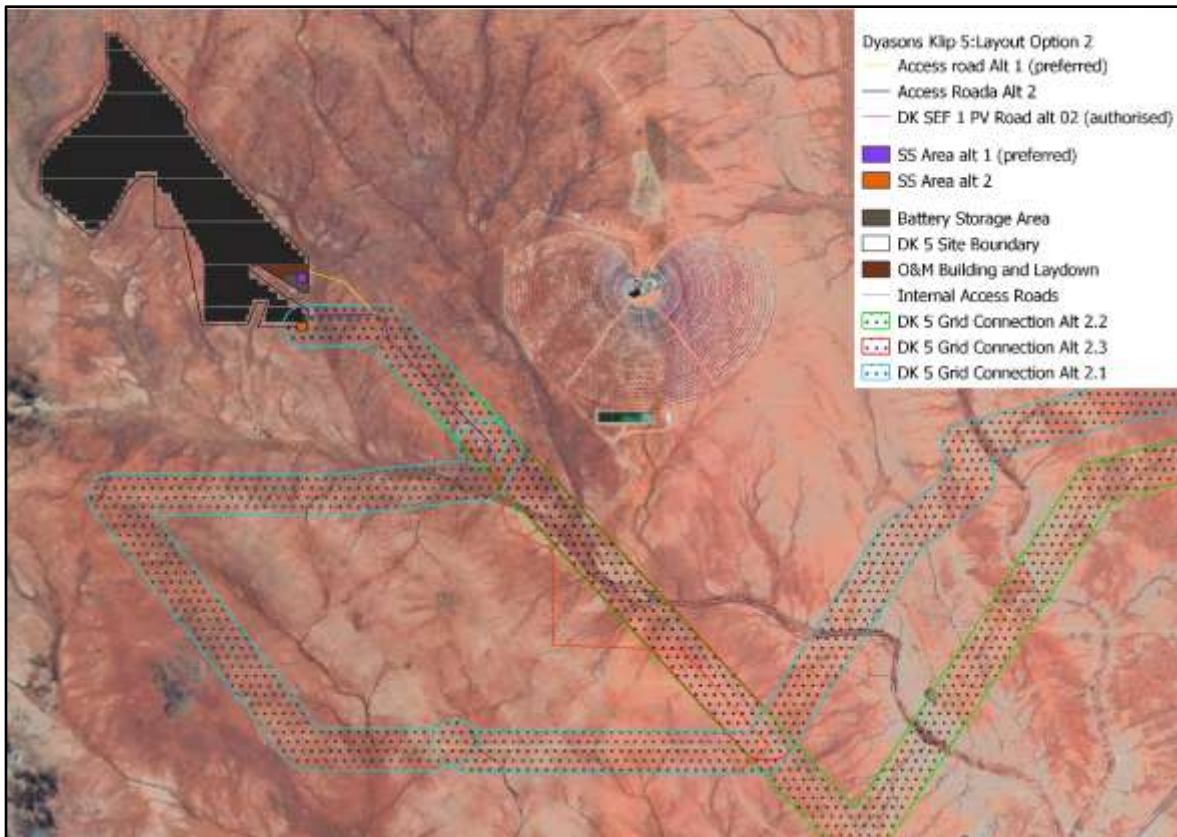 Dyasons Klip 5:Layout Option 2
Access road Alt 1 (preferred)
Access Roada Alt 2
DK SEF 1 PV Road alt 02 (authorised)
SS Area alt 1 (preferred)
SS Area alt 2
Battery Storage Area
DK 5 Site Boundary
O&M Building and Laydown
Internal Access Roads
DK 5 Grid Connection Alt 2.2
DK 5 Grid Connection Alt 2.3
DK 5 Grid Connection Alt 2.1